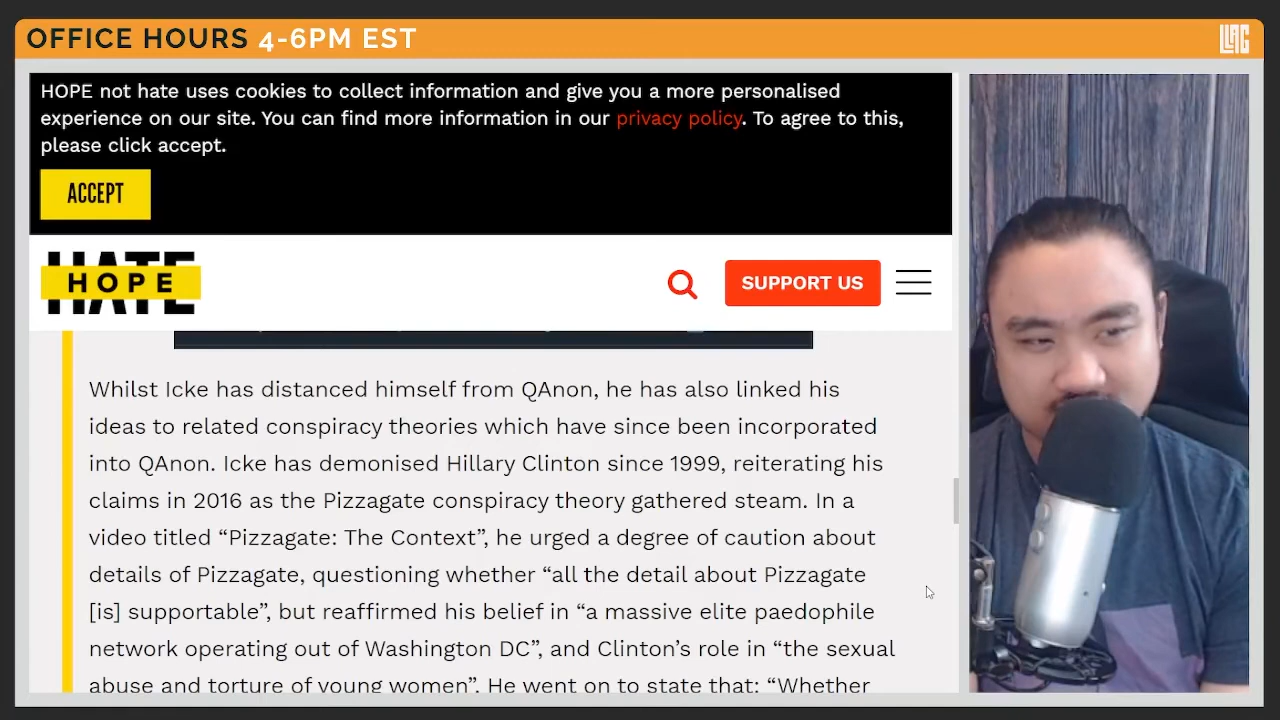 OFFICE HOURS 4-6PM EST
LLAG
HOPE not hate uses cookies to collect information and give you a more personalised
experience on our site. You can find more information in our privacy policy. To agree to this,
please click accept.
ACCEPT
HATE
HOPE
SUPPORT US
Whilst Icke has distanced himself from QAnon, he has also linked his
ideas to related conspiracy theories which have since been incorporated
into QAnon. Icke has demonised Hillary Clinton since 1999, reiterating his
claims in 2016 as the Pizzagate conspiracy theory gathered steam. In a
video titled “Pizzagate: The Context”, he urged a degree of caution about
details of Pizzagate, questioning whether “all the detail about Pizzagate
[is] supportable”, but reaffirmed his belief in “a massive elite paedophile
network operating out of Washington DC”, and Clinton’s role in “the sexual
abuse and torture of young women”. He went on to state that: “Whether